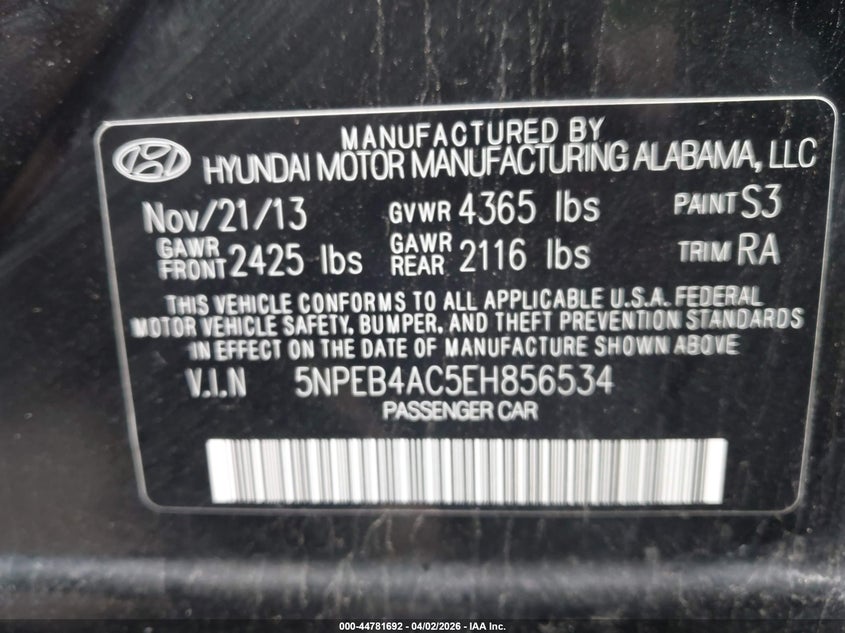 MANUFACTURED BY
HYUNDAI MOTOR MANUFACTURING ALABAMA, LLC
Nov/21/13 GVWR 4365 lbs PAINT S3
GAWR FRONT 2425 lbs GAWR REAR 2116 lbs TRIM RA
THIS VEHICLE CONFORMS TO ALL APPLICABLE U.S.A. FEDERAL
MOTOR VEHICLE SAFETY, BUMPER, AND THEFT PREVENTION STANDARDS
IN EFFECT ON THE DATE OF MANUFACTURE SHOWN ABOVE.
V.I.N 5NPEB4AC5EH856534
PASSENGER CAR
000-44781692 - 04/02/2026 - IAA Inc.